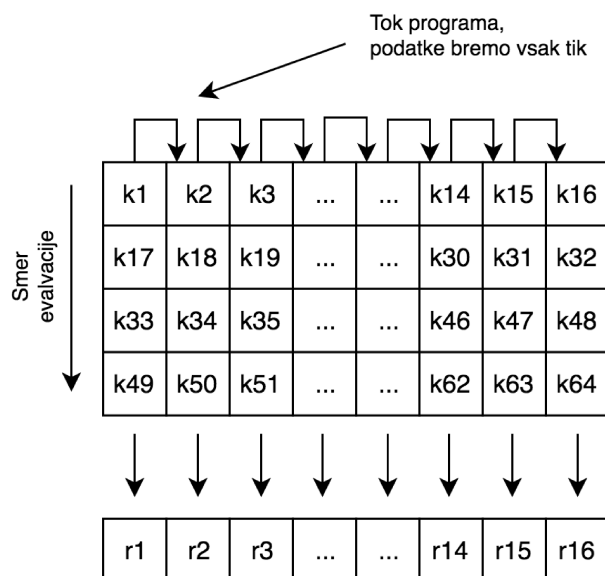 Tok programa,
podatke bremo vsak tik
Smer
evalvacije
k1 k2 k3 ... ... k14 k15 k16
k17 k18 k19 ... ... k30 k31 k32
k33 k34 k35 ... ... k46 k47 k48
k49 k50 k51 ... ... k62 k63 k64
r1 r2 r3 ... ... r14 r15 r16